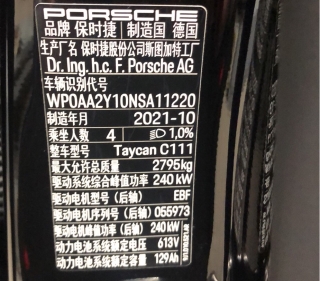 PORSCHE
品牌 保时捷 制造国 德国
生产厂名 保时捷股份公司斯图加特工厂
Dr. Ing. h.c. F. Porsche AG
车辆识别代号
WP0AA2Y10NSA11220
制造年月 2021-10
乘坐人数 4 1,0%
整车型号 Taycan C111
最大允许总质量 2795kg
驱动系统综合峰值功率 240 kW
驱动电机型号（后轴） EBF
驱动电机序列号（后轴） 055973
驱动电机峰值功率（后轴） 240 kW
动力电池系统额定电压 613V
动力电池系统额定容量 129Ah